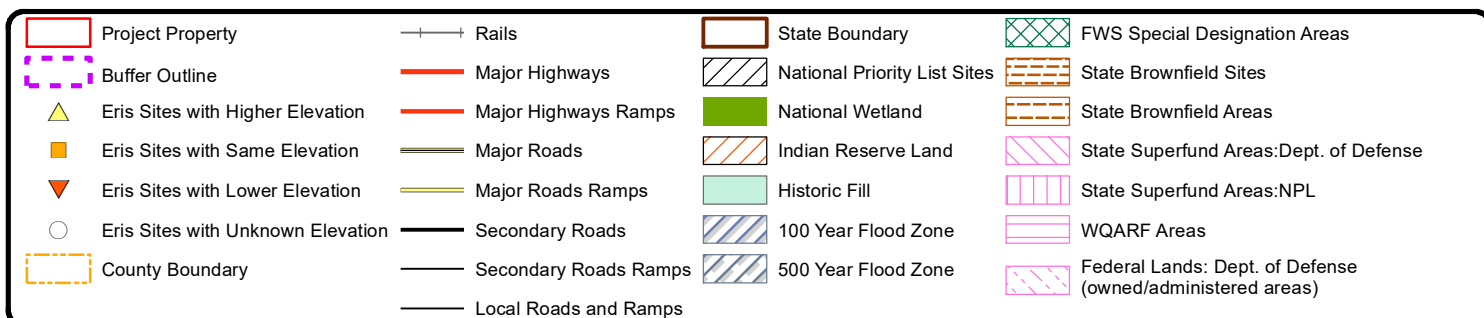 Project Property
Buffer Outline
Eris Sites with Higher Elevation
Eris Sites with Same Elevation
Eris Sites with Lower Elevation
Eris Sites with Unknown Elevation
County Boundary
Rails
Major Highways
Major Highways Ramps
Major Roads
Major Roads Ramps
Secondary Roads
Secondary Roads Ramps
Local Roads and Ramps
State Boundary
National Priority List Sites
National Wetland
Indian Reserve Land
Historic Fill
100 Year Flood Zone
500 Year Flood Zone
FWS Special Designation Areas
State Brownfield Sites
State Brownfield Areas
State Superfund Areas:Dept. of Defense
State Superfund Areas:NPL
WQARF Areas
Federal Lands: Dept. of Defense
(owned/administered areas)